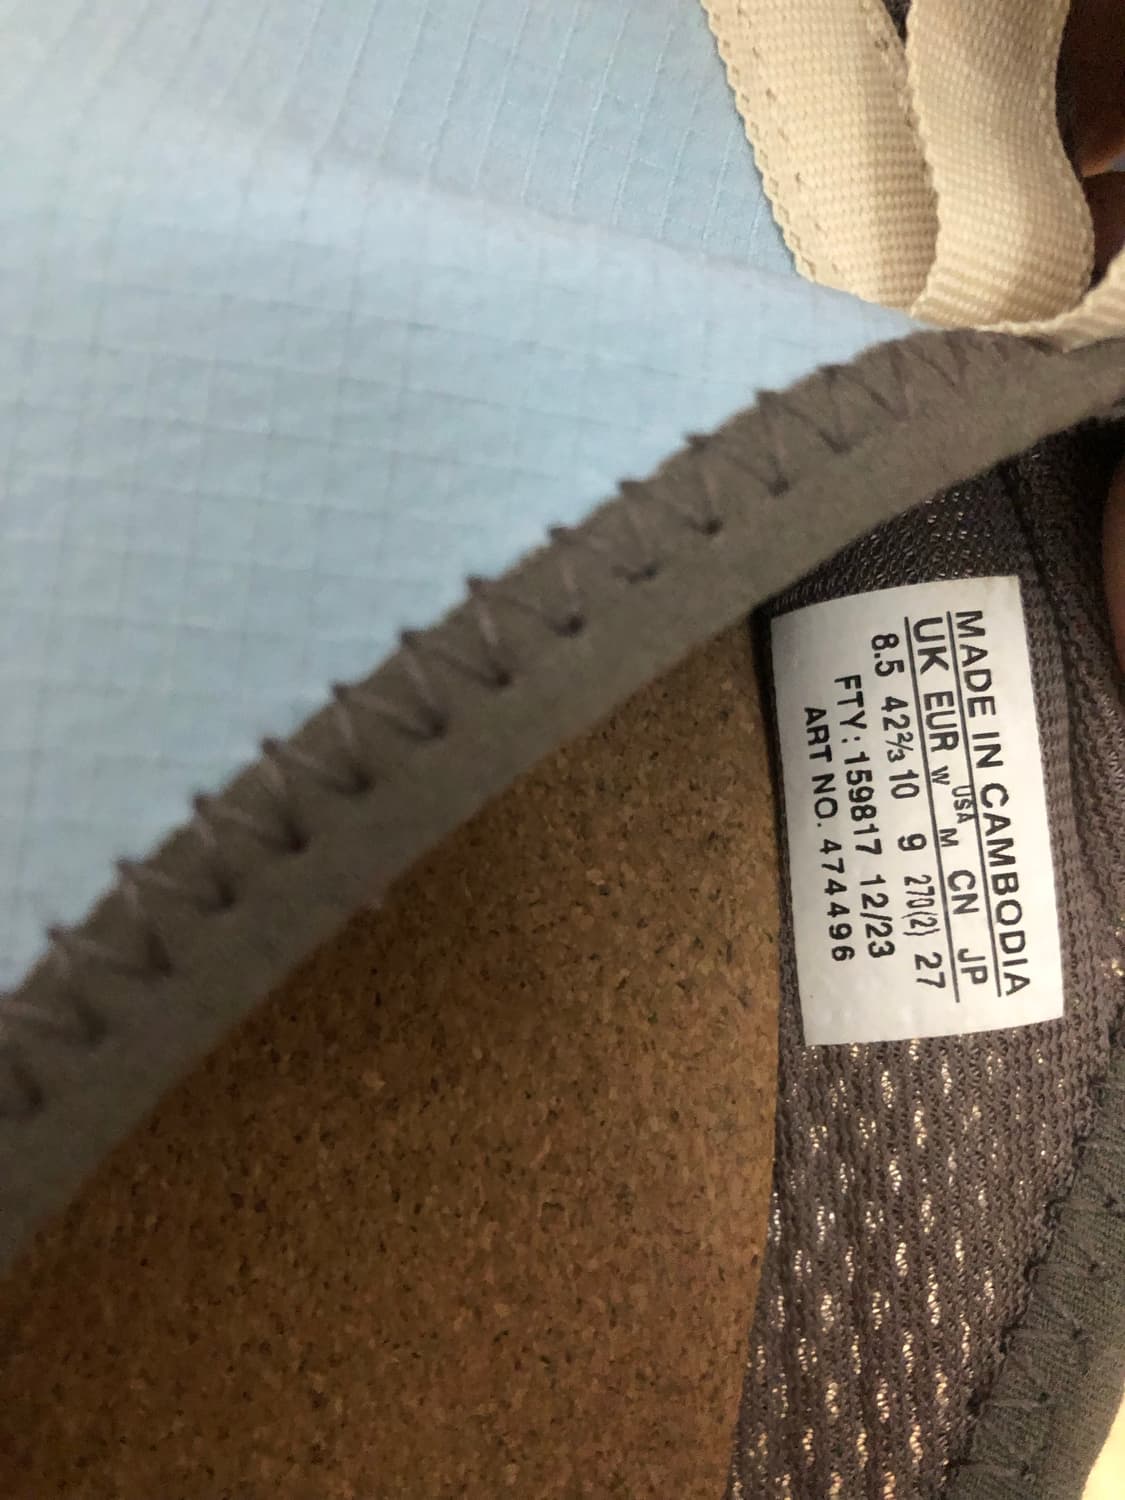 MADE IN CAMBODIA
UK EUR W USA M CN JP
8.5 42⅔ 10 9 270(2) 27
FTY: 159817 12/23
ART NO. 474496